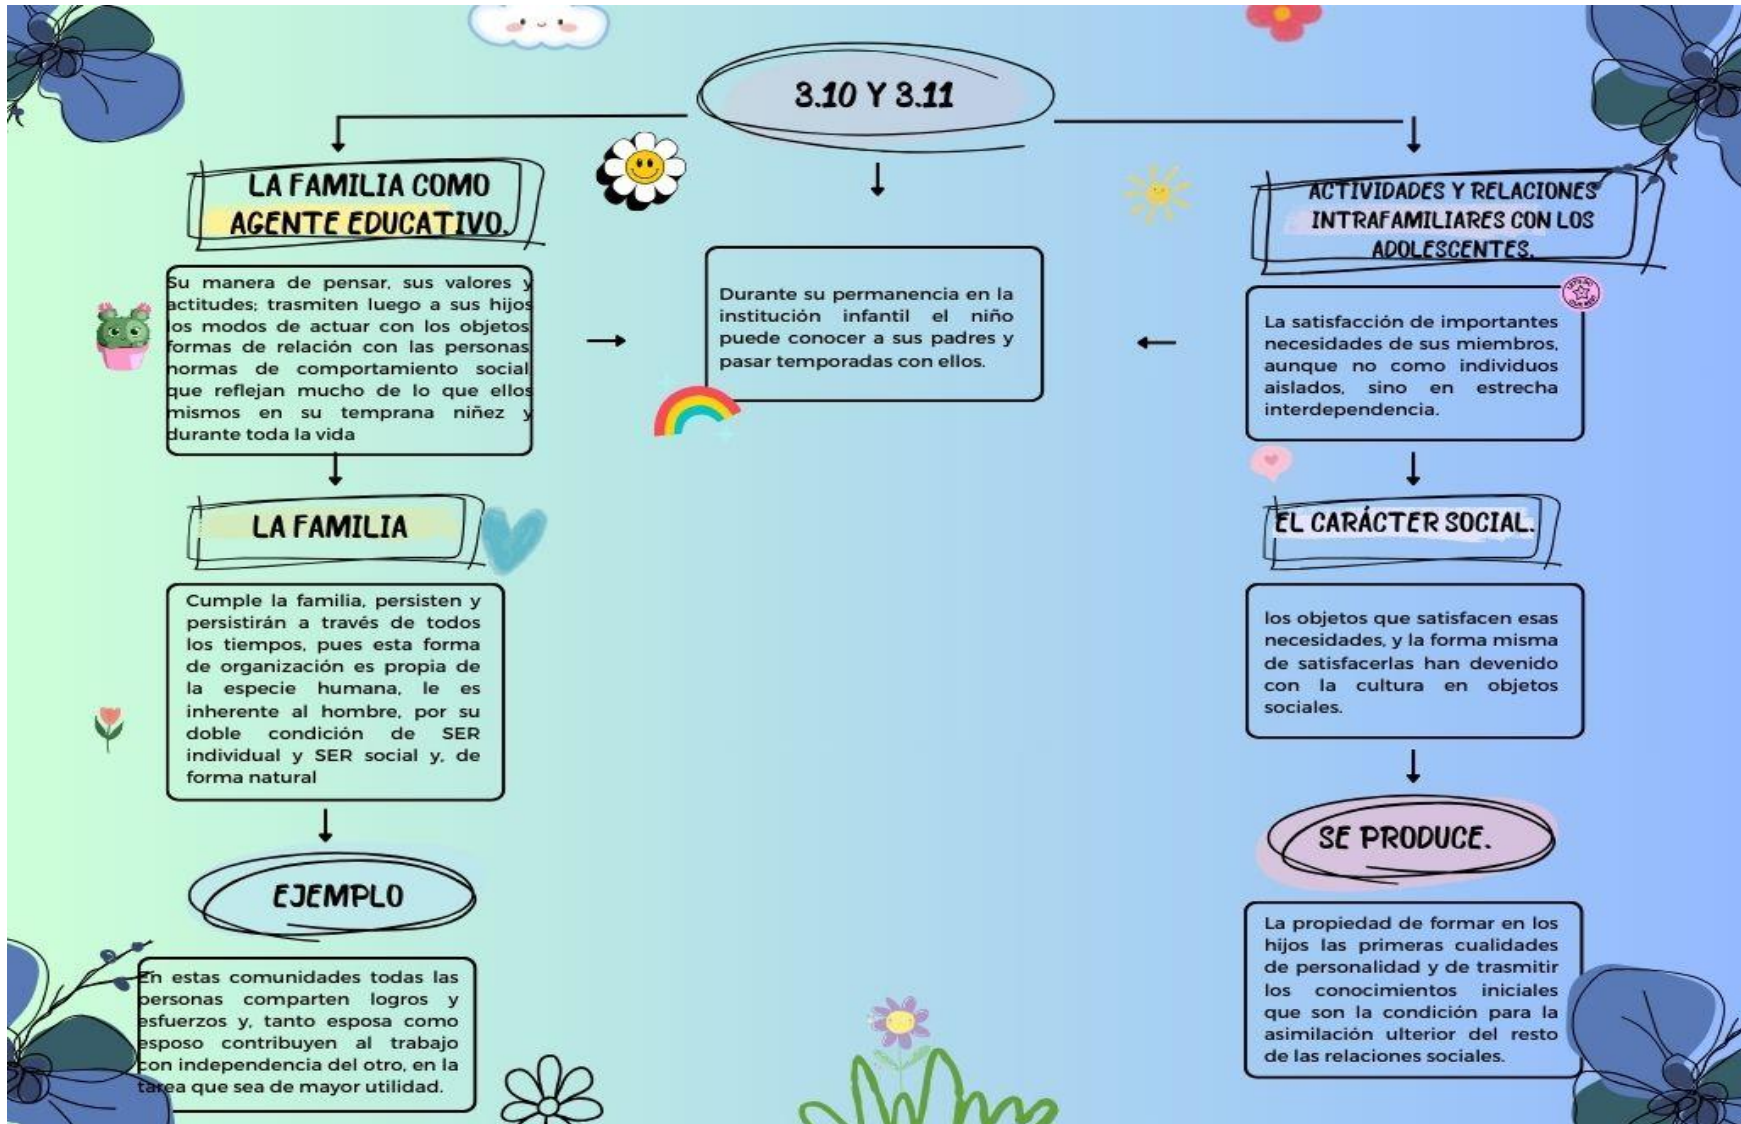 3.10 Y 3.11
LA FAMILIA COMO
AGENTE EDUCATIVO.
Su manera de pensar, sus valores y
actitudes; trasmiten luego a sus hijos
los modos de actuar con los objetos
formas de relación con las personas
normas de comportamiento social
que reflejan mucho de lo que ellos
mismos en su temprana niñez y
durante toda la vida
LA FAMILIA
Cumple la familia, persisten y
persistirán a través de todos
los tiempos, pues esta forma
de organización es propia de
la especie humana, le es
inherente al hombre, por su
doble condición de SER
individual y SER social y, de
forma natural
EJEMPLO
En estas comunidades todas las
personas comparten logros y
esfuerzos y, tanto esposa como
esposo contribuyen al trabajo
con independencia del otro, en la
tarea que sea de mayor utilidad.
Durante su permanencia en la
institución infantil el niño
puede conocer a sus padres y
pasar temporadas con ellos.
ACTIVIDADES Y RELACIONES
INTRAFAMILIARES CON LOS
ADOLESCENTES.
La satisfacción de importantes
necesidades de sus miembros,
aunque no como individuos
aislados, sino en estrecha
interdependencia.
EL CARÁCTER SOCIAL.
los objetos que satisfacen esas
necesidades, y la forma misma
de satisfacerlas han devenido
con la cultura en objetos
sociales.
SE PRODUCE.
La propiedad de formar en los
hijos las primeras cualidades
de personalidad y de trasmitir
los conocimientos iniciales
que son la condición para la
asimilación ulterior del resto
de las relaciones sociales.